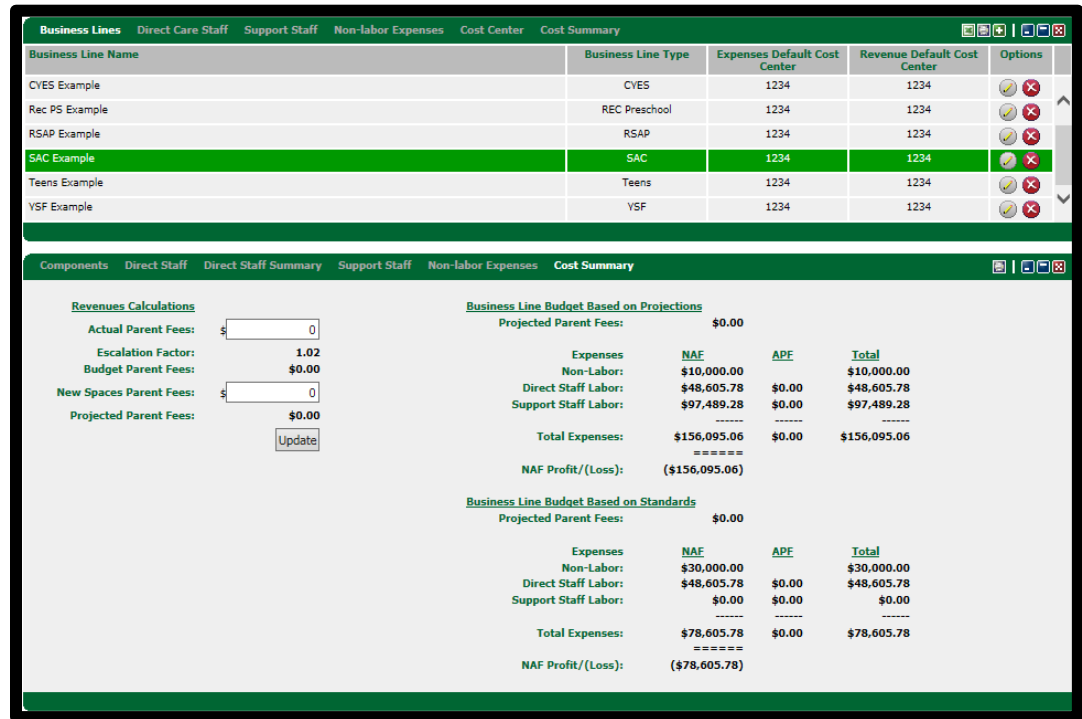 Business Lines Direct Care Staff Support Staff Non-labor Expenses Cost Center Cost Summary
Business Line Name Business Line Type Expenses Default Cost Center Revenue Default Cost Center Options
CYES Example CYES 1234 1234
Rec PS Example REC Preschool 1234 1234
RSAP Example RSAP 1234 1234
SAC Example SAC 1234 1234
Teens Example Teens 1234 1234
YSF Example YSF 1234 1234
Components Direct Staff Direct Staff Summary Support Staff Non-labor Expenses Cost Summary
Revenues Calculations
Actual Parent Fees: $ 0
Escalation Factor: 1.02
Budget Parent Fees: $0.00
New Spaces Parent Fees: $ 0
Projected Parent Fees: $0.00
Update
Business Line Budget Based on Projections
Projected Parent Fees: $0.00
Expenses NAF APF Total
Non-Labor: $10,000.00 $10,000.00
Direct Staff Labor: $48,605.78 $0.00 $48,605.78
Support Staff Labor: $97,489.28 $0.00 $97,489.28
------ ------ ------
Total Expenses: $156,095.06 $0.00 $156,095.06
======
NAF Profit/(Loss): ($156,095.06)
Business Line Budget Based on Standards
Projected Parent Fees: $0.00
Expenses NAF APF Total
Non-Labor: $30,000.00 $30,000.00
Direct Staff Labor: $48,605.78 $0.00 $48,605.78
Support Staff Labor: $0.00 $0.00 $0.00
------ ------ ------
Total Expenses: $78,605.78 $0.00 $78,605.78
======
NAF Profit/(Loss): ($78,605.78)